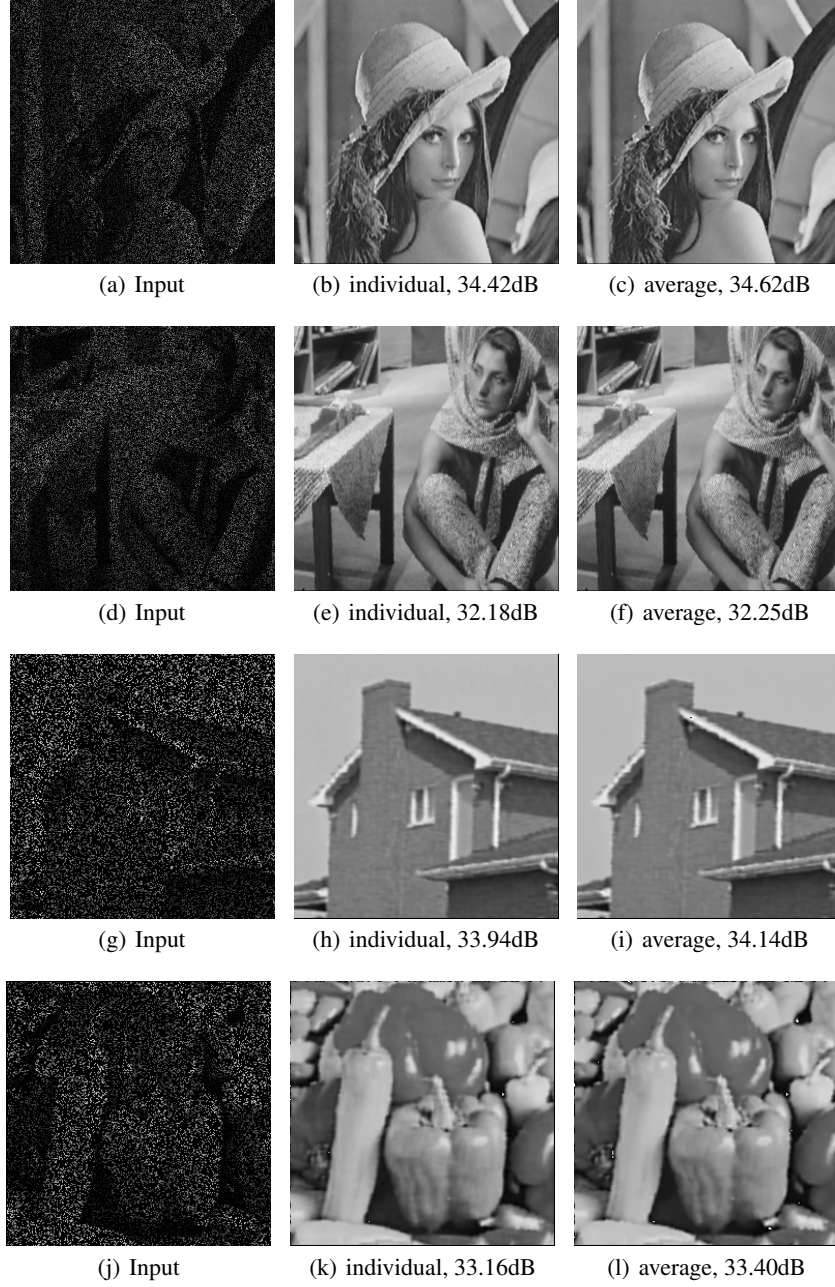 (a) Input
(b) individual, 34.42dB
(c) average, 34.62dB
(d) Input
(e) individual, 32.18dB
(f) average, 32.25dB
(g) Input
(h) individual, 33.94dB
(i) average, 34.14dB
(j) Input
(k) individual, 33.16dB
(l) average, 33.40dB